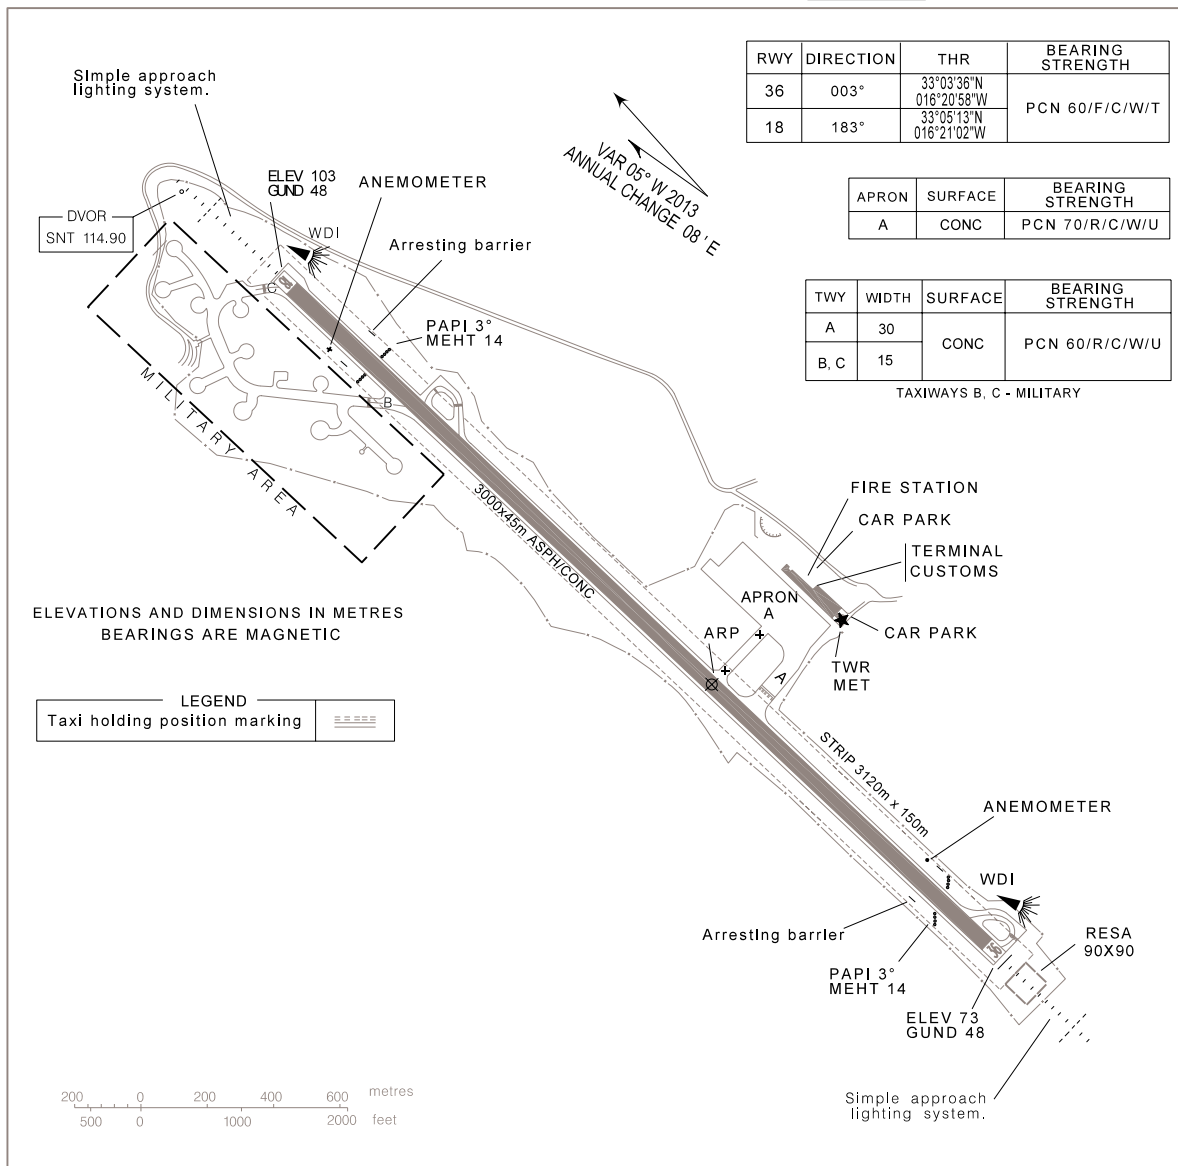 RWY DIRECTION THR BEARING STRENGTH
36 003° 33°03'36"N 016°20'58"W PCN 60/F/C/W/T
18 183° 33°05'13"N 016°21'02"W
APRON SURFACE BEARING STRENGTH
A CONC PCN 70/R/C/W/U
TWY WIDTH SURFACE BEARING STRENGTH
A 30 CONC PCN 60/R/C/W/U
B, C 15
TAXIWAYS B, C - MILITARY
VAR 05° W 2013
ANNUAL CHANGE 08 ' E
SImple approach
lighting system.
ELEV 103
GUND 48
ANEMOMETER
DVOR
SNT 114.90
WDI
Arresting barrier
C
18
PAPI 3°
MEHT 14
B
MILITARY AREA
3000x45m ASPH/CONC
FIRE STATION
CAR PARK
TERMINAL
CUSTOMS
APRON
A
CAR PARK
ARP
TWR
MET
A
ELEVATIONS AND DIMENSIONS IN METRES
BEARINGS ARE MAGNETIC
LEGEND
Taxi holding position marking
STRIP 3120m x 150m
ANEMOMETER
WDI
Arresting barrier
36
RESA
90X90
PAPI 3°
MEHT 14
ELEV 73
GUND 48
Simple approach
lighting system.
200 0 200 400 600 metres
500 0 1000 2000 feet